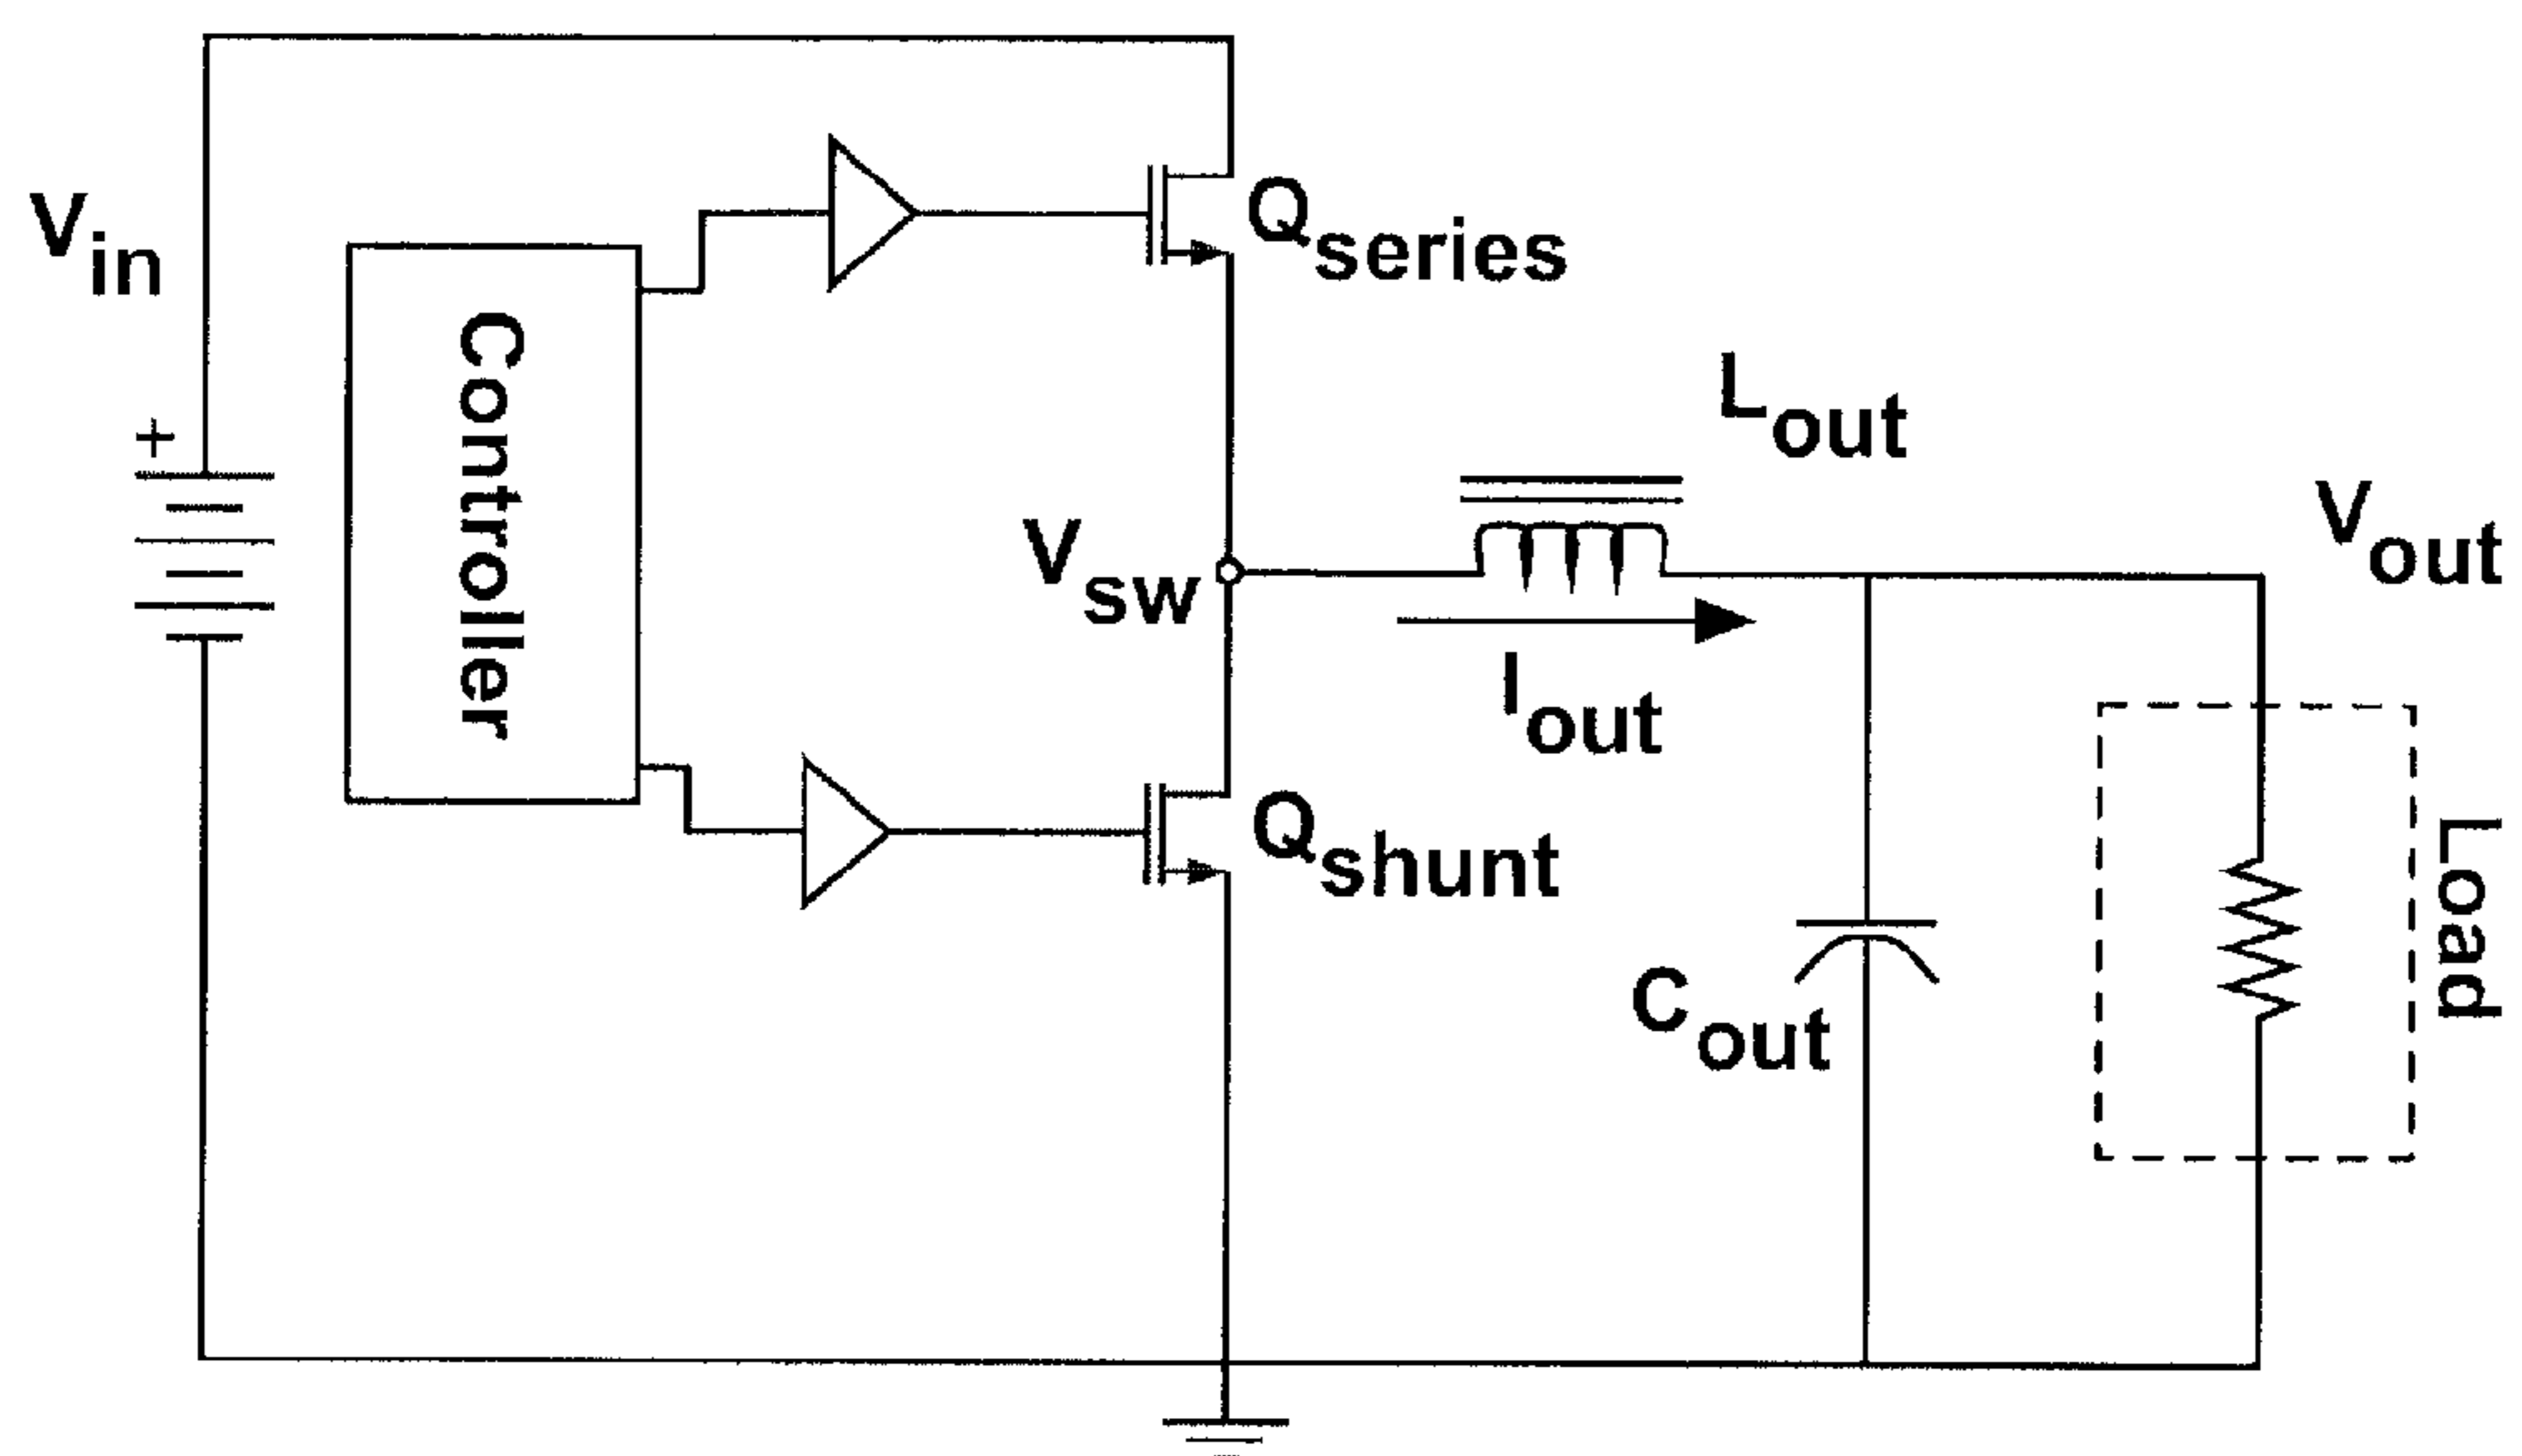 Vin
+
Controller
Qseries
Lout
Vsw
Vout
Iout
Qshunt
Cout
Load